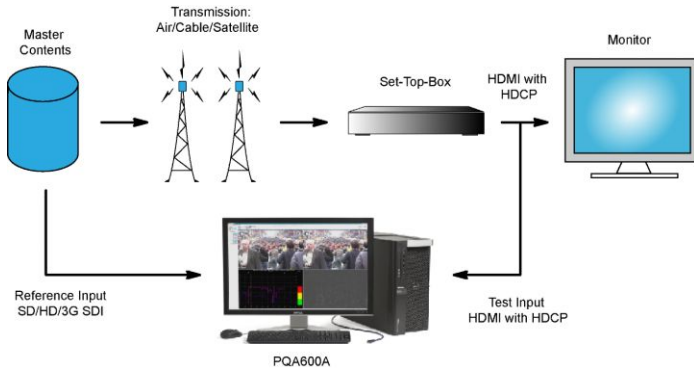 Transmission:
Air/Cable/Satellite
Master
Contents
Monitor
Set-Top-Box
HDMI with
HDCP
Reference Input
SD/HD/3G SDI
Test Input
HDMI with HDCP
PQA600A